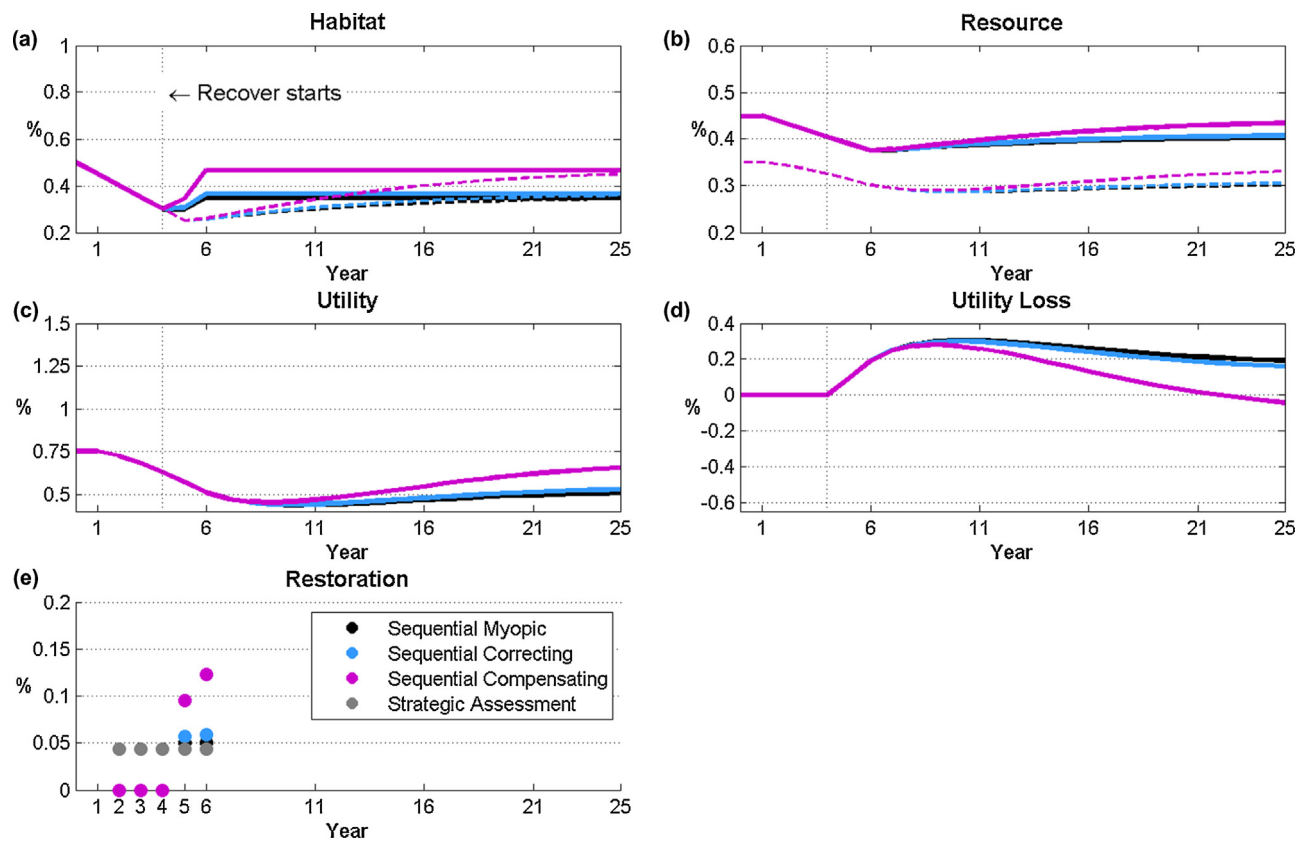 Habitat
(a)
1
0.8
← Recover starts
%
0.6
0.4
0.2
1 6 11 16 21 25
Year
Resource
(b)
0.6
0.5
%
0.4
0.3
0.2
1 6 11 16 21 25
Year
Utility
(c)
1.5
1.25
%
1
0.75
0.5
1 6 11 16 21 25
Year
Utility Loss
(d)
0.4
0.2
0
%
-0.2
-0.4
-0.6
1 6 11 16 21 25
Year
Restoration
(e)
0.2
0.15
%
0.1
0.05
0
1 2 3 4 5 6 11 16 21 25
Year
Sequential Myopic
Sequential Correcting
Sequential Compensating
Strategic Assessment